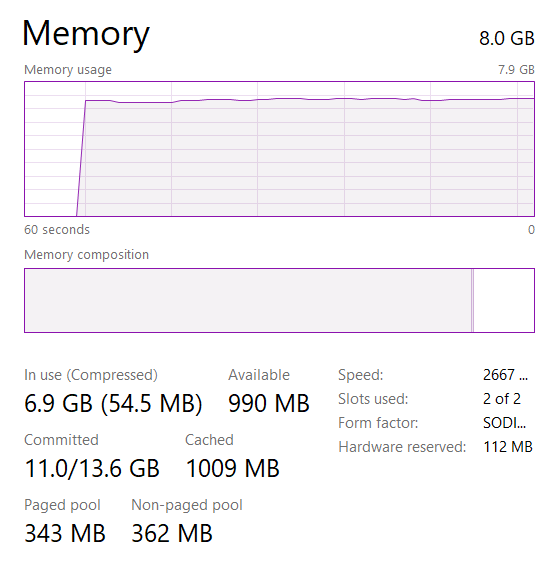 Memory 8.0 GB
Memory usage 7.9 GB
60 seconds 0
Memory composition
In use (Compressed) Available
6.9 GB (54.5 MB) 990 MB
Committed Cached
11.0/13.6 GB 1009 MB
Paged pool Non-paged pool
343 MB 362 MB
Speed: 2667 ...
Slots used: 2 of 2
Form factor: SODI...
Hardware reserved: 112 MB